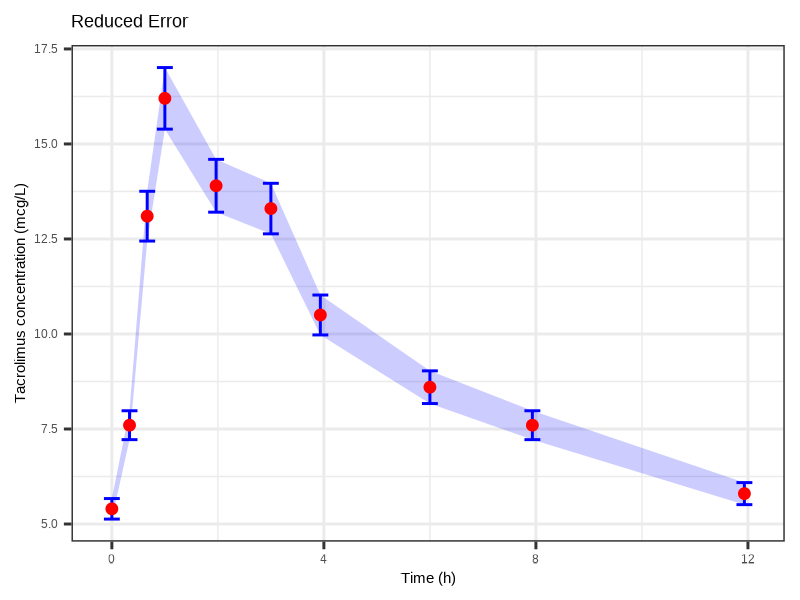 Reduced Error
17.5
15.0
12.5
10.0
7.5
5.0
Tacrolimus concentration (mcg/L)
0 4 8 12
Time (h)